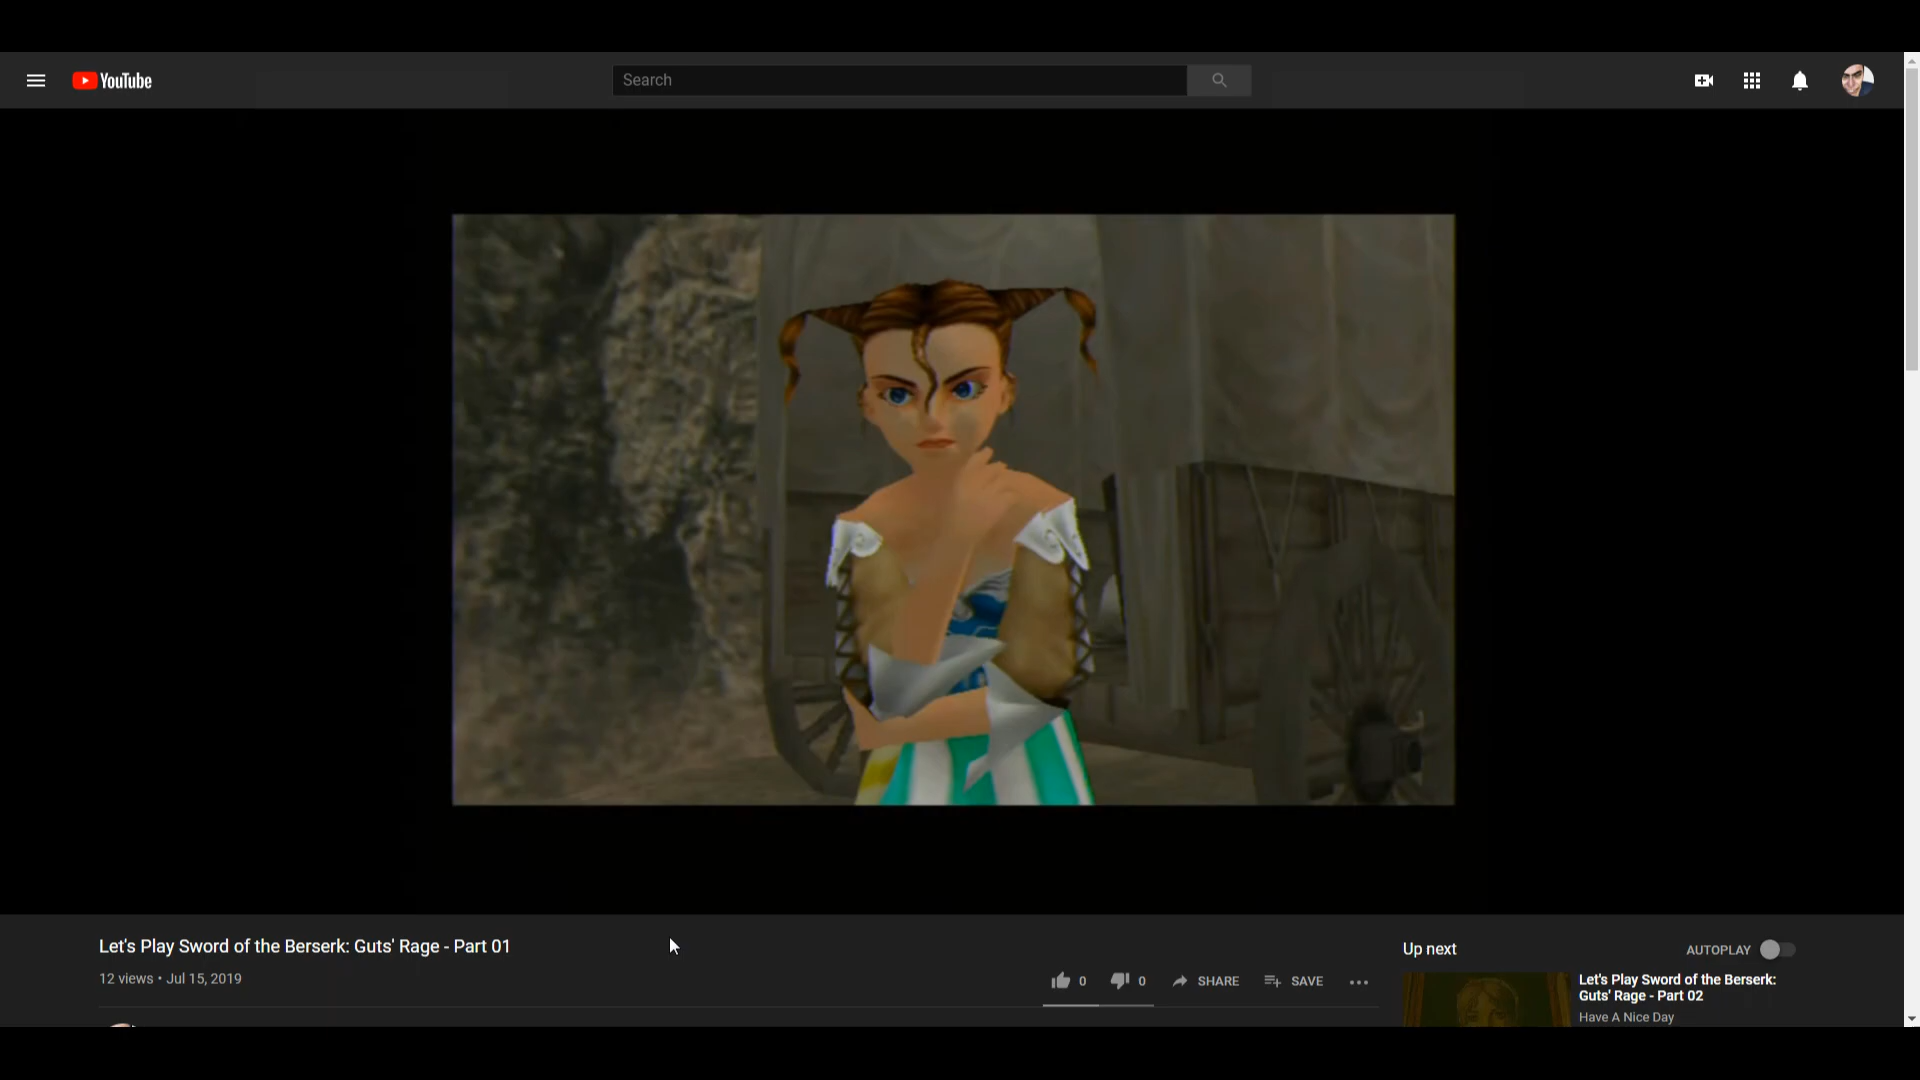 YouTube
Search
Let's Play Sword of the Berserk: Guts' Rage - Part 01
12 views • Jul 15, 2019
0
0
SHARE
SAVE
Up next
AUTOPLAY
Let's Play Sword of the Berserk:
Guts' Rage - Part 02
Have A Nice Day